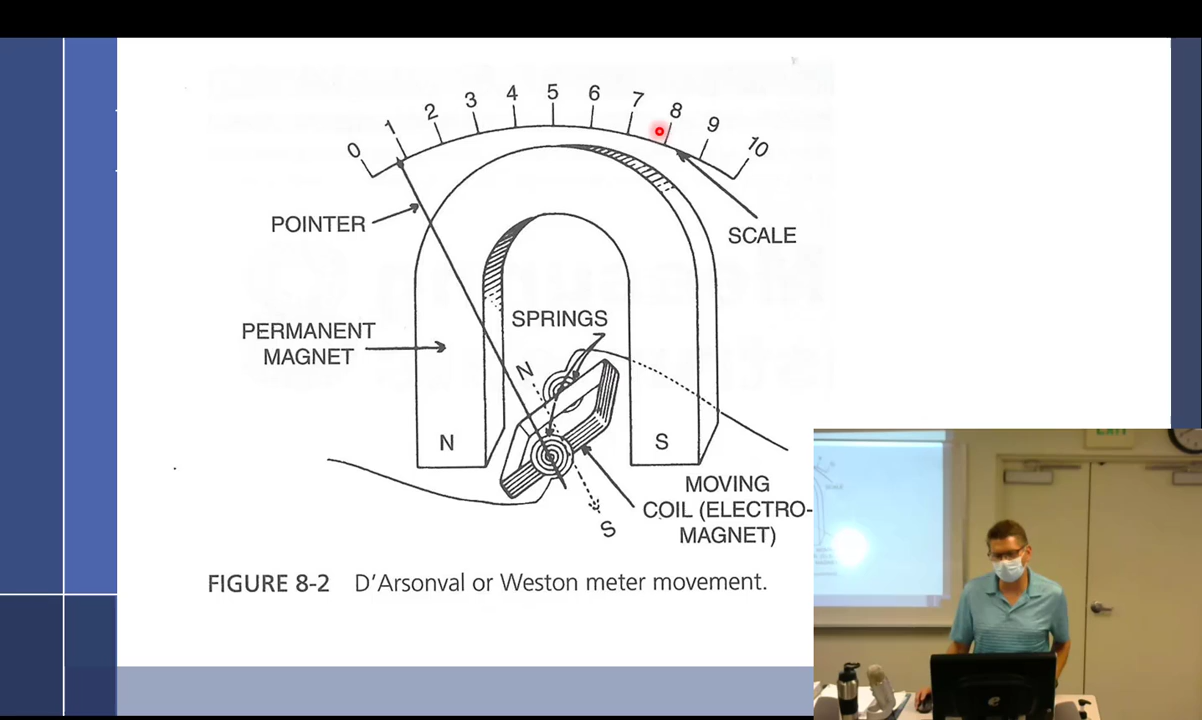 0 1 2 3 4 5 6 7 8 9 10
POINTER
SCALE
SPRINGS
PERMANENT
MAGNET
N
N
S
MOVING
COIL (ELECTRO-
MAGNET)
S
FIGURE 8-2 D'Arsonval or Weston meter movement.
EXIT